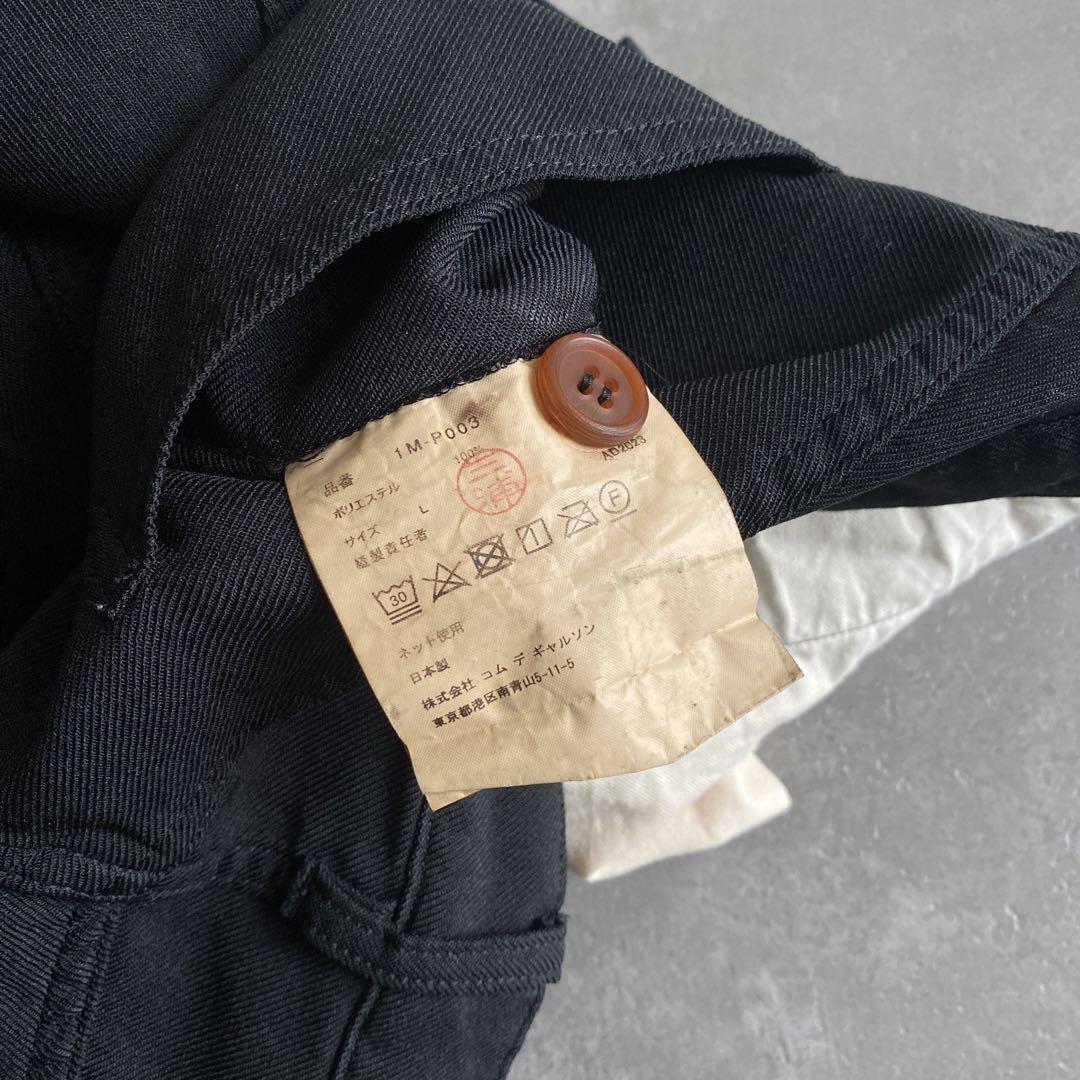 品番 1M-P003
ポリエステル 100%
サイズ L AD2023
縫製責任者 三浦
30 F
ネット使用
日本製
株式会社 コム デ ギャルソン
東京都港区南青山5-11-5